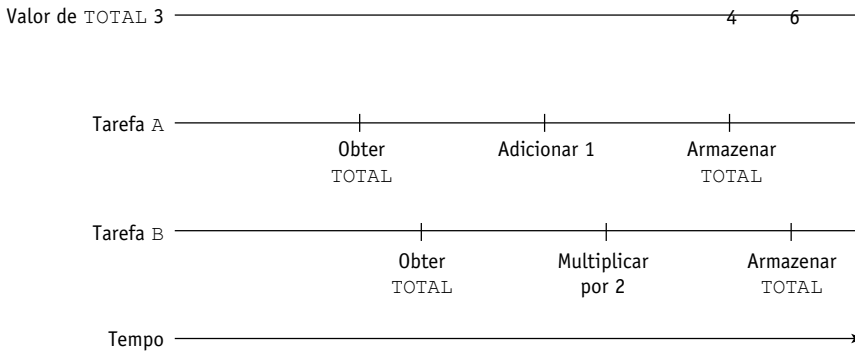 Valor de TOTAL 3 4 6
Tarefa A
Obter Adicionar 1 Armazenar
TOTAL TOTAL
Tarefa B
Obter Multiplicar Armazenar
TOTAL por 2 TOTAL
Tempo